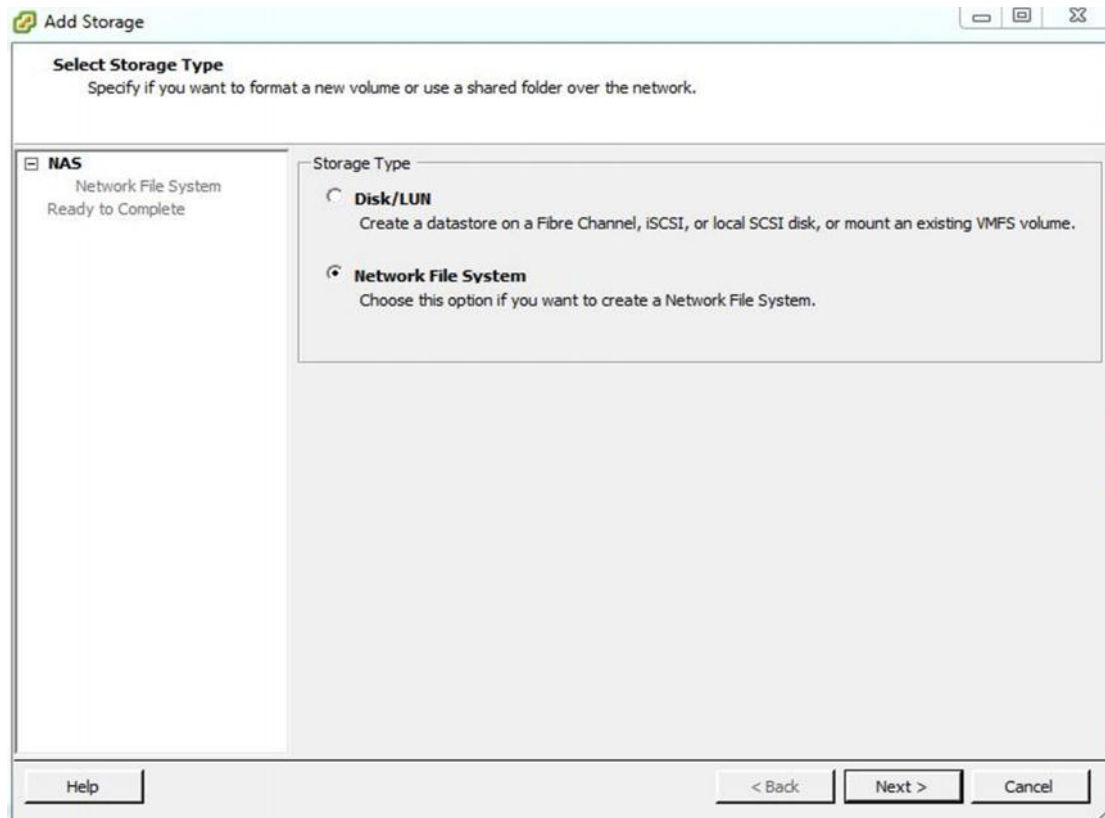 Add Storage
Select Storage Type
Specify if you want to format a new volume or use a shared folder over the network.
NAS
Network File System
Ready to Complete
Storage Type
Disk/LUN
Create a datastore on a Fibre Channel, iSCSI, or local SCSI disk, or mount an existing VMFS volume.
Network File System
Choose this option if you want to create a Network File System.
Help
< Back
Next >
Cancel